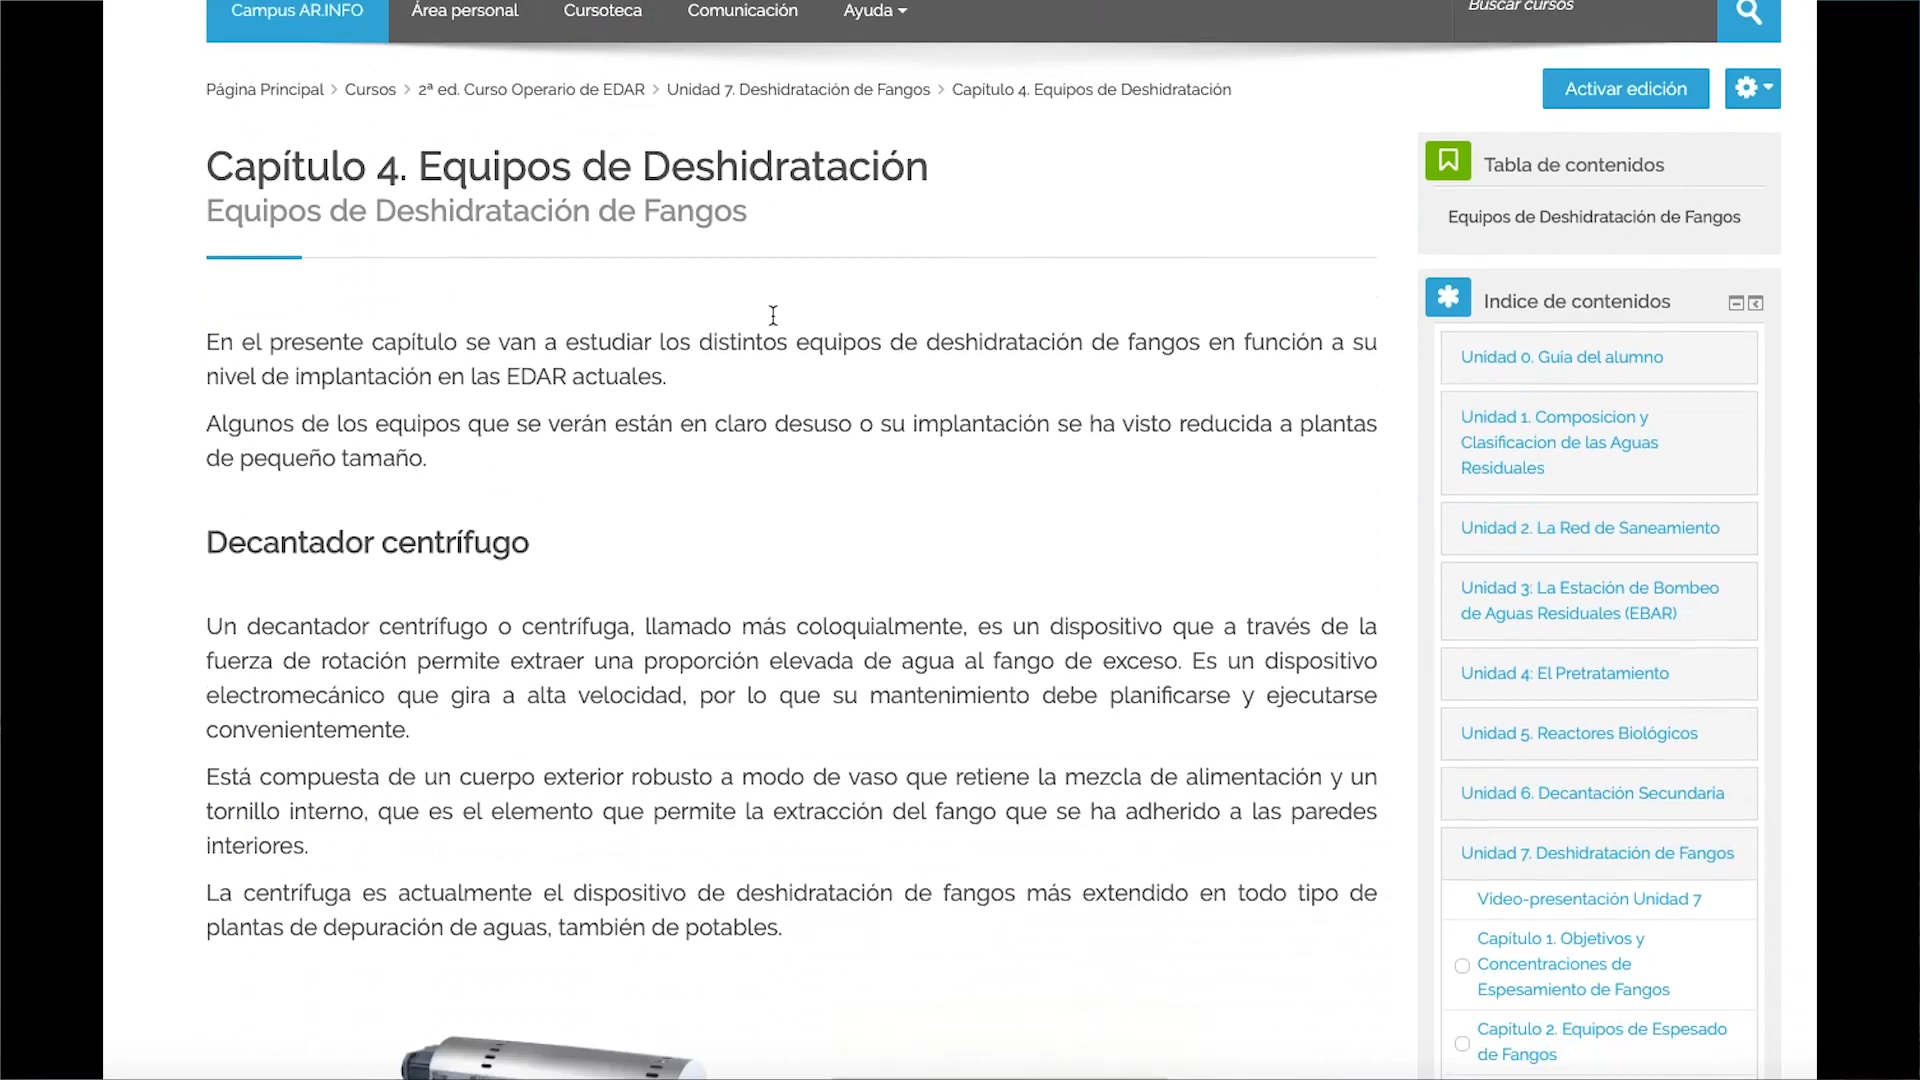 Campus AR.INFO
Área personal
Cursoteca
Comunicación
Ayuda
Buscar cursos
Página Principal > Cursos > 2ª ed. Curso Operario de EDAR > Unidad 7. Deshidratación de Fangos > Capítulo 4. Equipos de Deshidratación
Activar edición
Capítulo 4. Equipos de Deshidratación
Equipos de Deshidratación de Fangos
En el presente capítulo se van a estudiar los distintos equipos de deshidratación de fangos en función a su
nivel de implantación en las EDAR actuales.
Algunos de los equipos que se verán están en claro desuso o su implantación se ha visto reducida a plantas
de pequeño tamaño.
Decantador centrífugo
Un decantador centrífugo o centrífuga, llamado más coloquialmente, es un dispositivo que a través de la
fuerza de rotación permite extraer una proporción elevada de agua al fango de exceso. Es un dispositivo
electromecánico que gira a alta velocidad, por lo que su mantenimiento debe planificarse y ejecutarse
convenientemente.
Está compuesta de un cuerpo exterior robusto a modo de vaso que retiene la mezcla de alimentación y un
tornillo interno, que es el elemento que permite la extracción del fango que se ha adherido a las paredes
interiores.
La centrífuga es actualmente el dispositivo de deshidratación de fangos más extendido en todo tipo de
plantas de depuración de aguas, también de potables.
Tabla de contenidos
Equipos de Deshidratación de Fangos
Indice de contenidos
Unidad 0. Guía del alumno
Unidad 1. Composicion y
Clasificacion de las Aguas
Residuales
Unidad 2. La Red de Saneamiento
Unidad 3: La Estación de Bombeo
de Aguas Residuales (EBAR)
Unidad 4: El Pretratamiento
Unidad 5. Reactores Biológicos
Unidad 6. Decantación Secundaria
Unidad 7. Deshidratación de Fangos
Video-presentación Unidad 7
Capítulo 1. Objetivos y
Concentraciones de
Espesamiento de Fangos
Capítulo 2. Equipos de Espesado
de Fangos